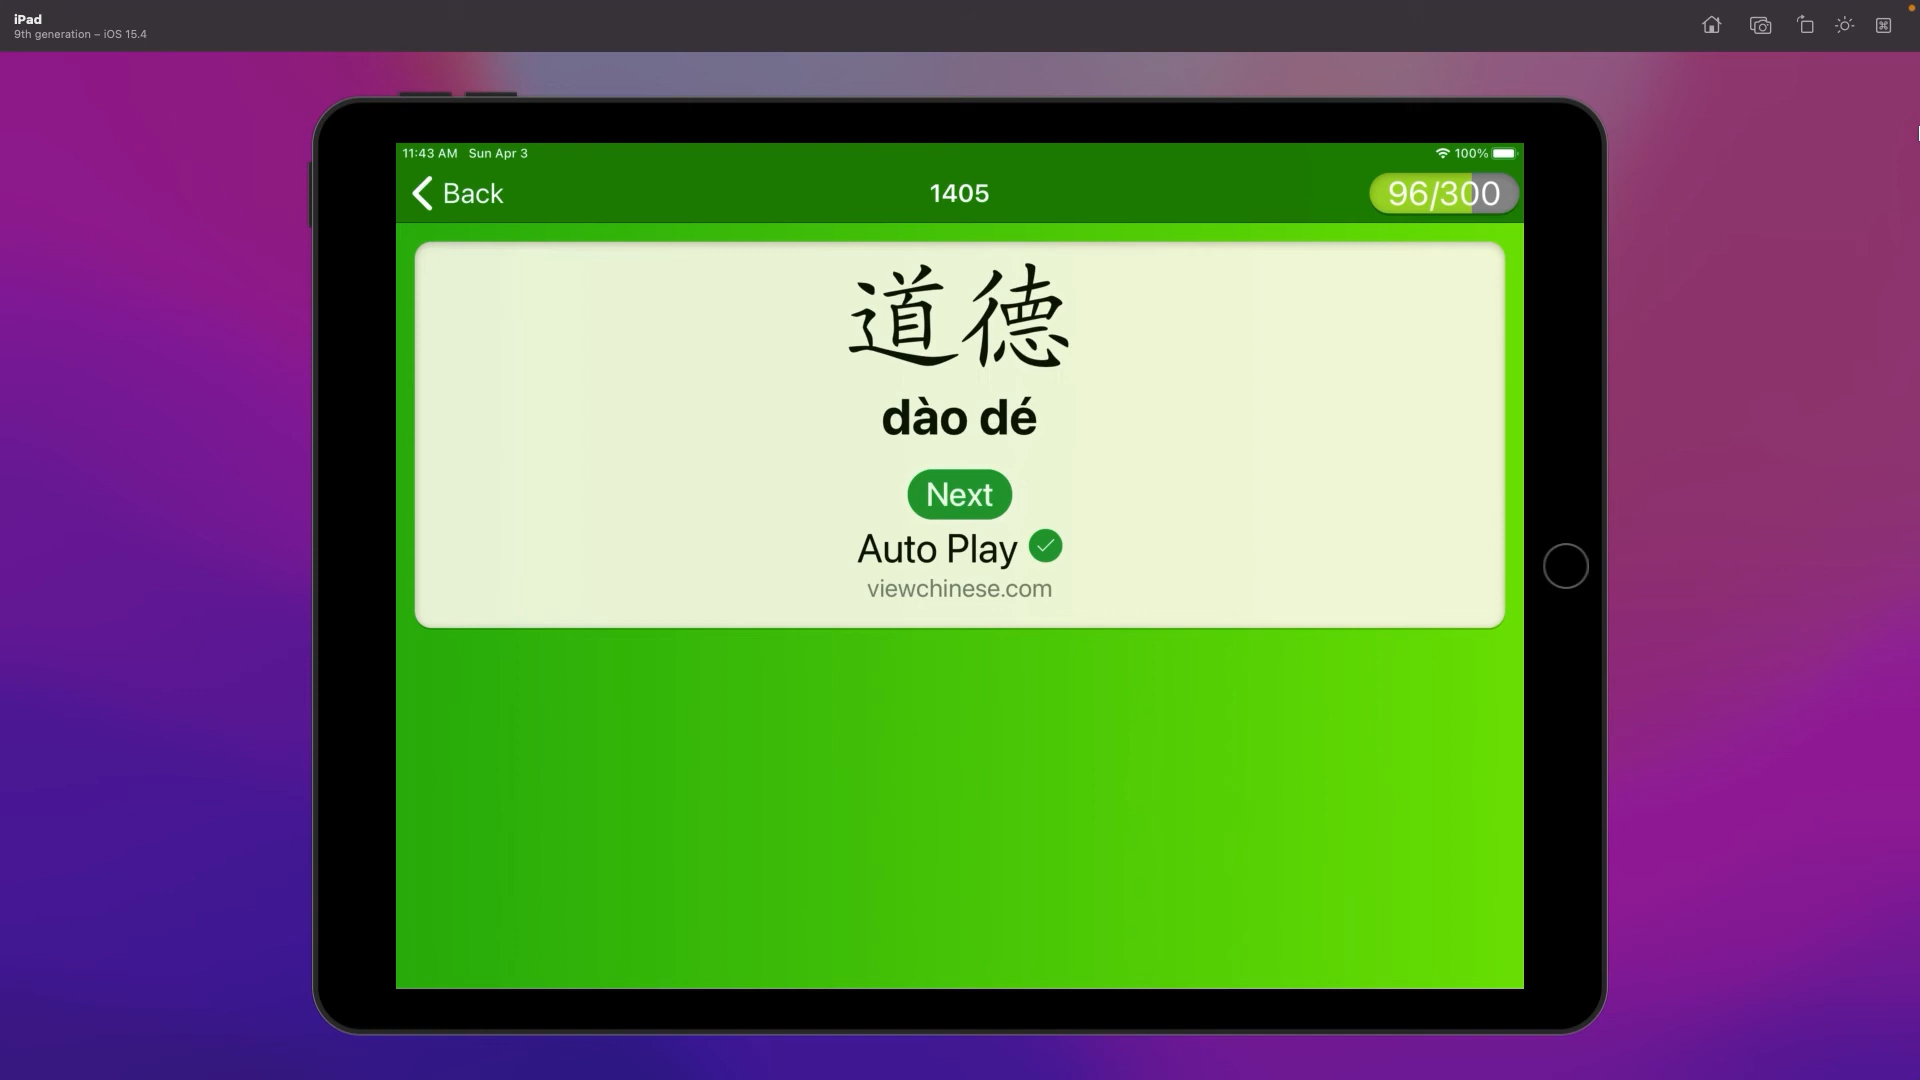 iPad
9th generation – iOS 15.4
11:43 AM Sun Apr 3
100%
Back
1405
96/300
道德
dào dé
Next
Auto Play
viewchinese.com